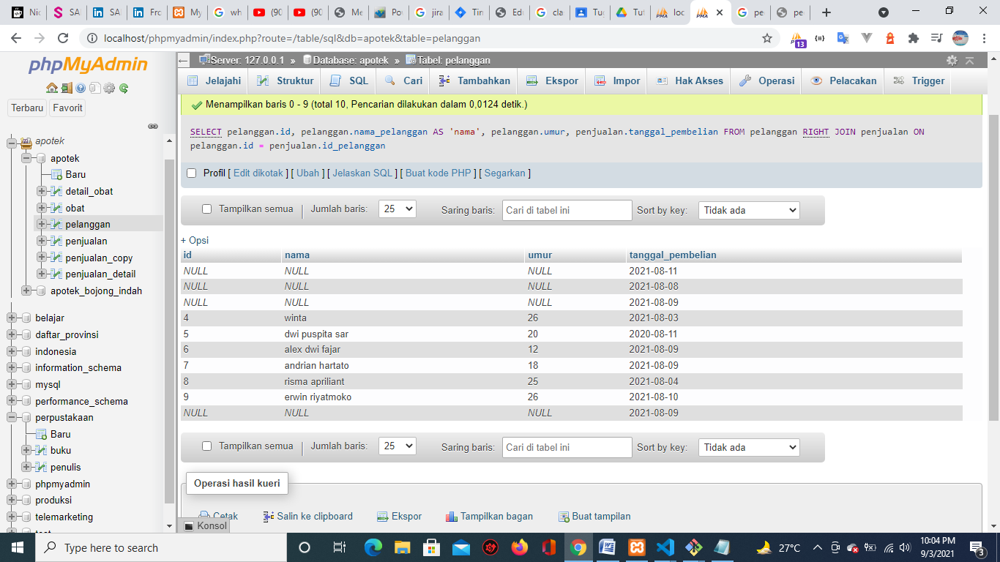 Nic
SA
SA
Frc
My
wh
(90
(90
Me
Pov
jira
Tin
Edi
cla
Tug
Tut
loc
pe
pe
localhost/phpmyadmin/index.php?route=/table/sql&db=apotek&table=pelanggan
13
phpMyAdmin
Terbaru
Favorit
apotek
apotek
Baru
detail_obat
obat
pelanggan
penjualan
penjualan_copy
penjualan_detail
apotek_bojong_indah
belajar
daftar_provinsi
indonesia
information_schema
mysql
performance_schema
perpustakaan
Baru
buku
penulis
phpmyadmin
produksi
telemarketing
Server: 127.0.0.1 » Database: apotek » Tabel: pelanggan
Jelajahi Struktur SQL Cari Tambahkan Ekspor Impor Hak Akses Operasi Pelacakan Trigger
Menampilkan baris 0 - 9 (total 10, Pencarian dilakukan dalam 0,0124 detik.)
SELECT pelanggan.id, pelanggan.nama_pelanggan AS 'nama', pelanggan.umur, penjualan.tanggal_pembelian FROM pelanggan RIGHT JOIN penjualan ON
pelanggan.id = penjualan.id_pelanggan
Profil [ Edit dikotak ] [ Ubah ] [ Jelaskan SQL ] [ Buat kode PHP ] [ Segarkan ]
Tampilkan semua | Jumlah baris: 25 Saring baris: Cari di tabel ini Sort by key: Tidak ada
+ Opsi
id nama umur tanggal_pembelian
NULL NULL NULL 2021-08-11
NULL NULL NULL 2021-08-08
NULL NULL NULL 2021-08-09
4 winta 26 2021-08-03
5 dwi puspita sar 20 2020-08-11
6 alex dwi fajar 12 2021-08-09
7 andrian hartato 18 2021-08-09
8 risma apriliant 25 2021-08-04
9 erwin riyatmoko 26 2021-08-10
NULL NULL NULL 2021-08-09
Tampilkan semua | Jumlah baris: 25 Saring baris: Cari di tabel ini Sort by key: Tidak ada
Operasi hasil kueri
Cetak Salin ke clipboard Ekspor Tampilkan bagan Buat tampilan
Konsol
Type here to search
27°C
10:04 PM
9/3/2021
3